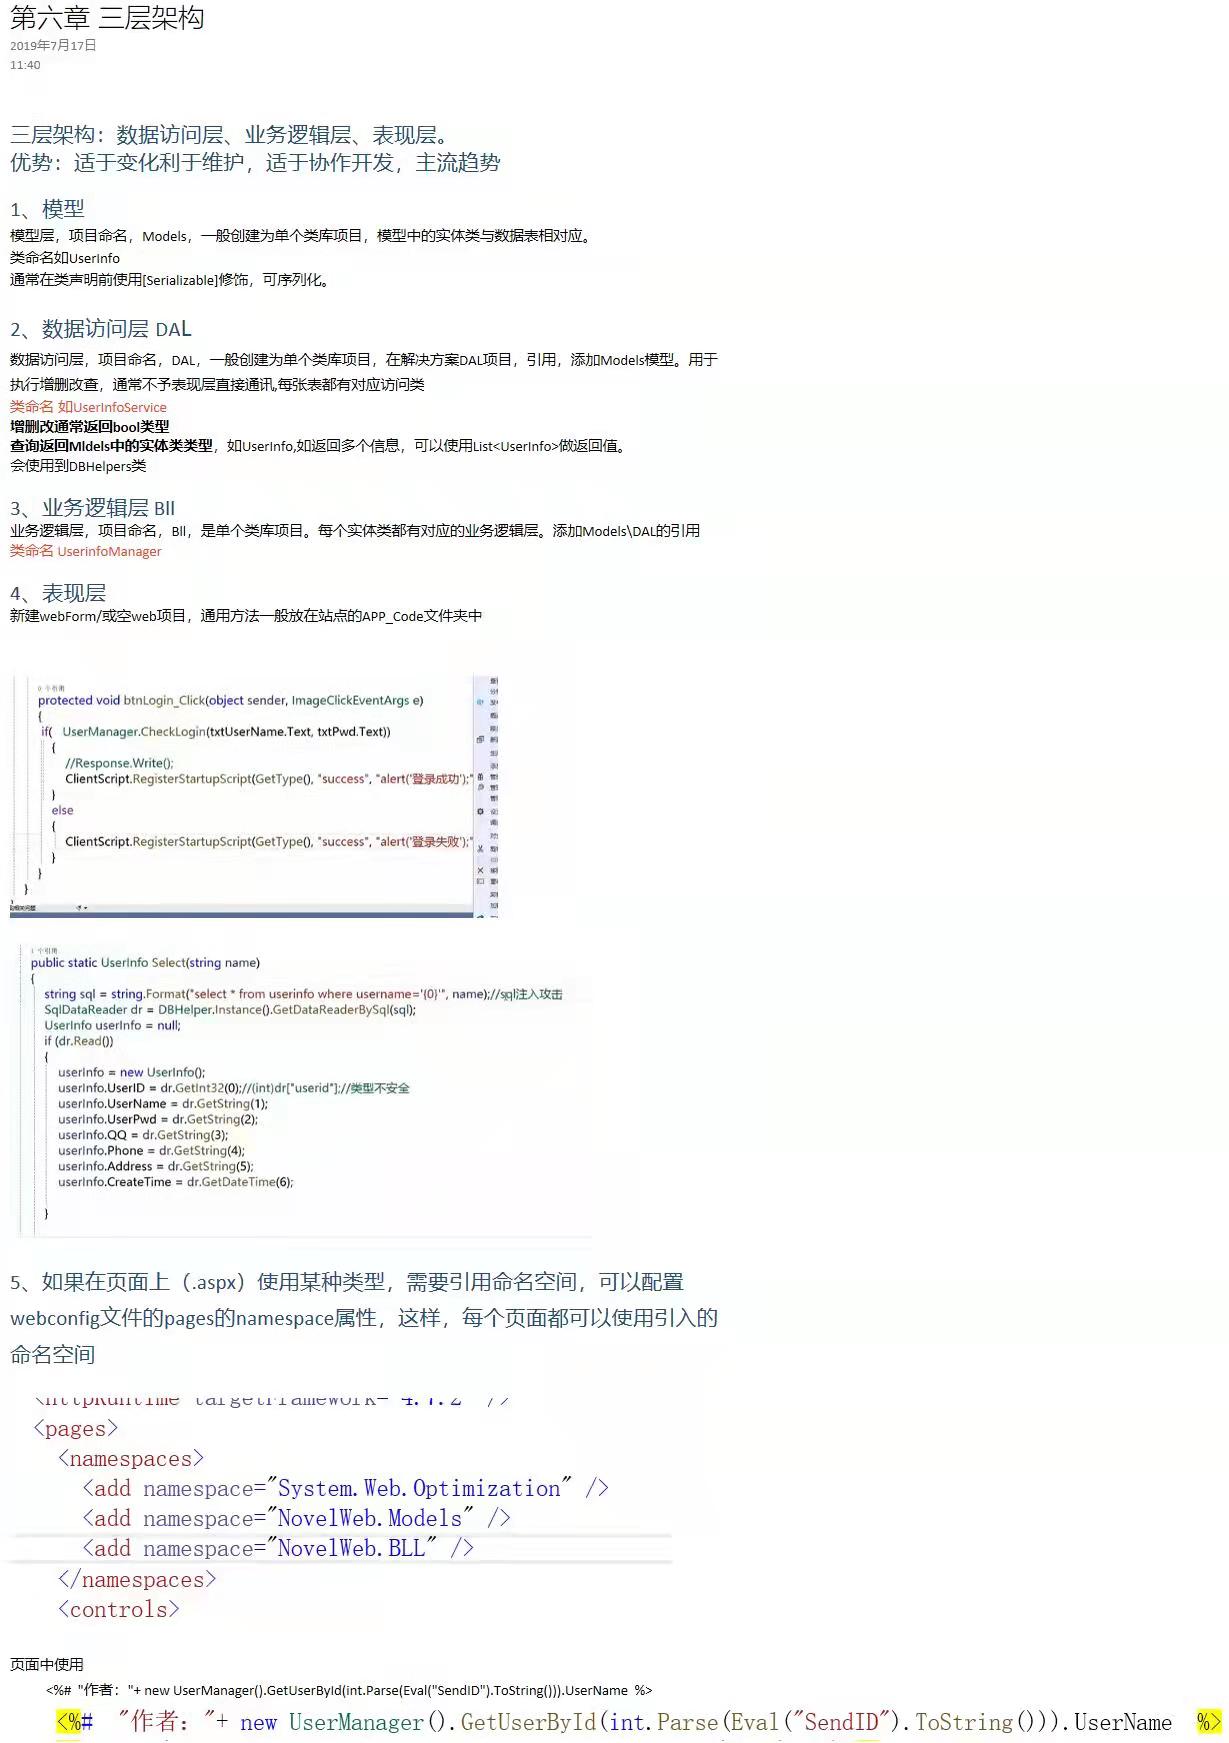 第六章 三层架构
2019年7月17日
11:40
三层架构：数据访问层、业务逻辑层、表现层。
优势：适于变化利于维护，适于协作开发，主流趋势
1、模型
模型层，项目命名，Models，一般创建为单个类库项目，模型中的实体类与数据表相对应。
类命名如UserInfo
通常在类声明前使用[Serializable]修饰，可序列化。
2、数据访问层 DAL
数据访问层，项目命名，DAL，一般创建为单个类库项目，在解决方案DAL项目，引用，添加Models模型。用于
执行增删改查，通常不予表现层直接通讯,每张表都有对应访问类
类命名 如UserInfoService
增删改通常返回bool类型
查询返回Midels中的实体类类型，如UserInfo,如返回多个信息，可以使用List<UserInfo>做返回值。
会使用到DBHelpers类
3、业务逻辑层 Bll
业务逻辑层，项目命名，Bll，是单个类库项目。每个实体类都有对应的业务逻辑层。添加Models\DAL的引用
类命名 UserinfoManager
4、表现层
新建webForm/或空web项目，通用方法一般放在站点的APP_Code文件夹中
0 个引用
protected void btnLogin_Click(object sender, ImageClickEventArgs e)
{
if( UserManager.CheckLogin(txtUserName.Text, txtPwd.Text))
{
//Response.Write();
ClientScript.RegisterStartupScript(GetType(), "success", "alert('登录成功');"
}
else
{
ClientScript.RegisterStartupScript(GetType(), "success", "alert('登录失败');"
}
}
}
1 个引用
public static UserInfo Select(string name)
{
string sql = string.Format("select * from userinfo where username='{0}'", name);//sql注入攻击
SqlDataReader dr = DBHelper.Instance().GetDataReaderBySql(sql);
UserInfo userInfo = null;
if (dr.Read())
{
userInfo = new UserInfo();
userInfo.UserID = dr.GetInt32(0);//(int)dr["userid"];//类型不安全
userInfo.UserName = dr.GetString(1);
userInfo.UserPwd = dr.GetString(2);
userInfo.QQ = dr.GetString(3);
userInfo.Phone = dr.GetString(4);
userInfo.Address = dr.GetString(5);
userInfo.CreateTime = dr.GetDateTime(6);
}
5、如果在页面上（.aspx）使用某种类型，需要引用命名空间，可以配置
webconfig文件的pages的namespace属性，这样，每个页面都可以使用引入的
命名空间
<httpRuntime targetFramework="4.7.2" />
<pages>
<namespaces>
<add namespace="System.Web.Optimization" />
<add namespace="NovelWeb.Models" />
<add namespace="NovelWeb.BLL" />
</namespaces>
<controls>
页面中使用
<%# "作者："+ new UserManager().GetUserById(int.Parse(Eval("SendID").ToString())).UserName %>
<%# "作者："+ new UserManager().GetUserById(int.Parse(Eval("SendID").ToString())).UserName %>